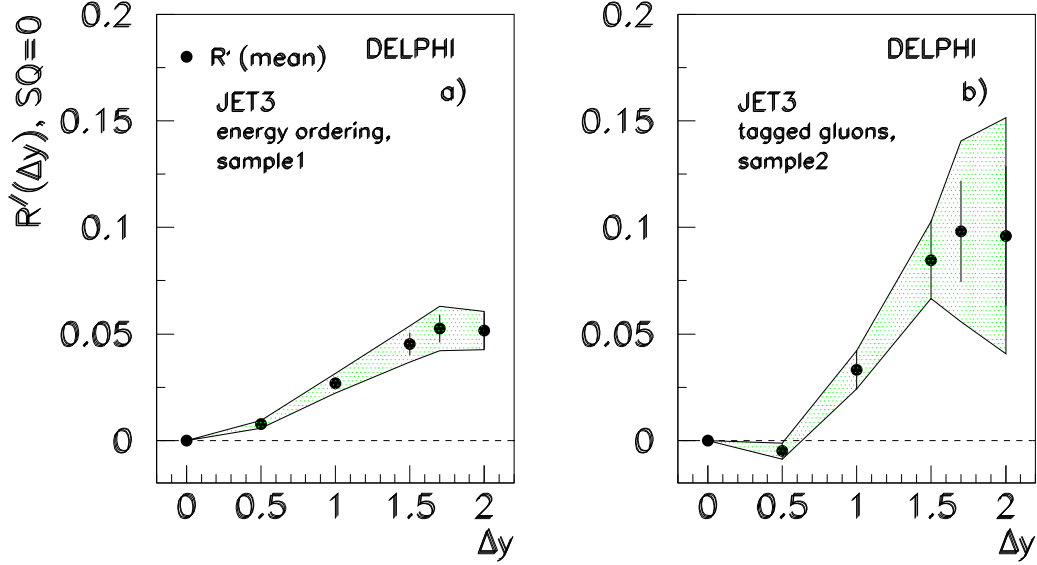 R′′(Δy), SQ=0
0.2
0.15
0.1
0.05
0
R′ (mean)
DELPHI
a)
JET3
energy ordering,
sample1
0 0.5 1 1.5 2
Δy
0.2
0.15
0.1
0.05
0
DELPHI
b)
JET3
tagged gluons,
sample2
0 0.5 1 1.5 2
Δy